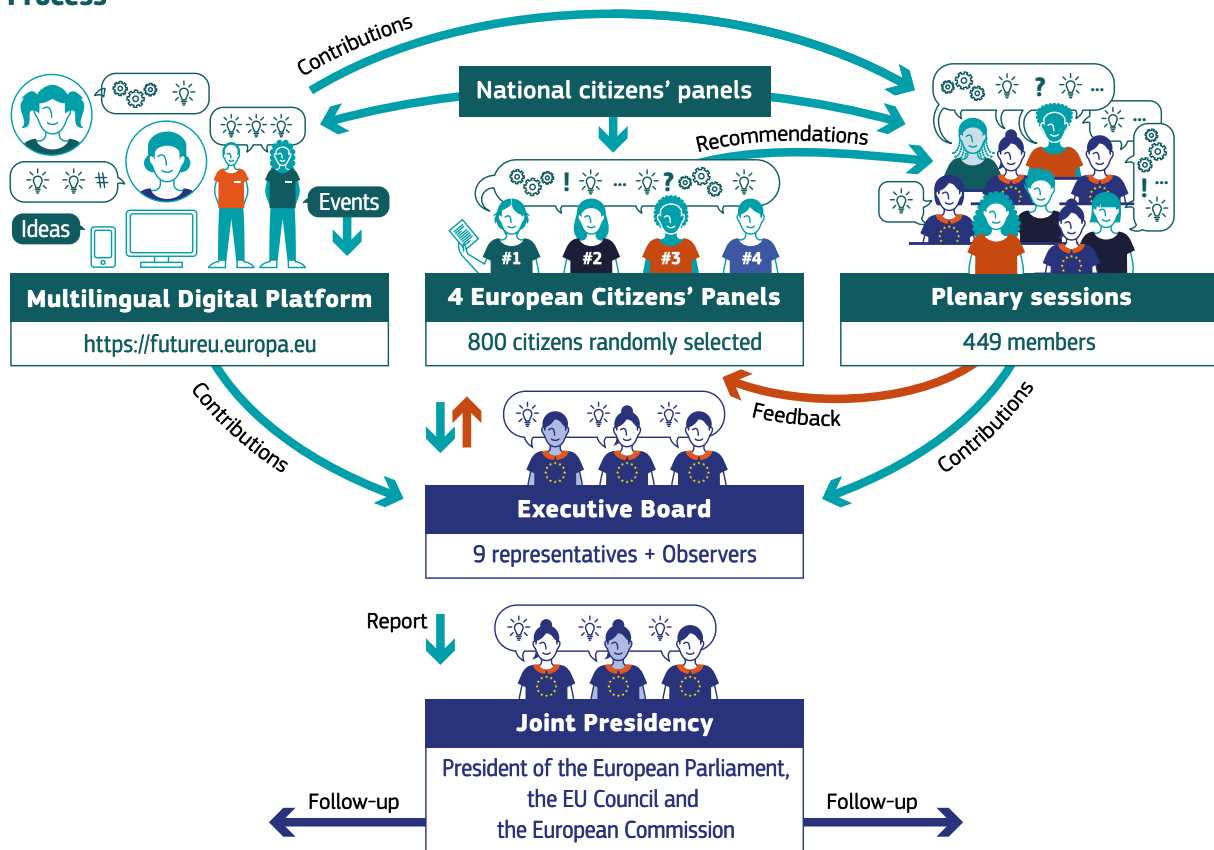 Process
Contributions
National citizens’ panels
Recommendations
? ...
...
! ... ?
! ...
#
Ideas
Events
#1 #2 #3 #4
Multilingual Digital Platform
https://futureu.europa.eu
4 European Citizens’ Panels
800 citizens randomly selected
Plenary sessions
449 members
Contributions
Feedback
Contributions
Executive Board
9 representatives + Observers
Report
Joint Presidency
President of the European Parliament,
the EU Council and
the European Commission
Follow-up
Follow-up